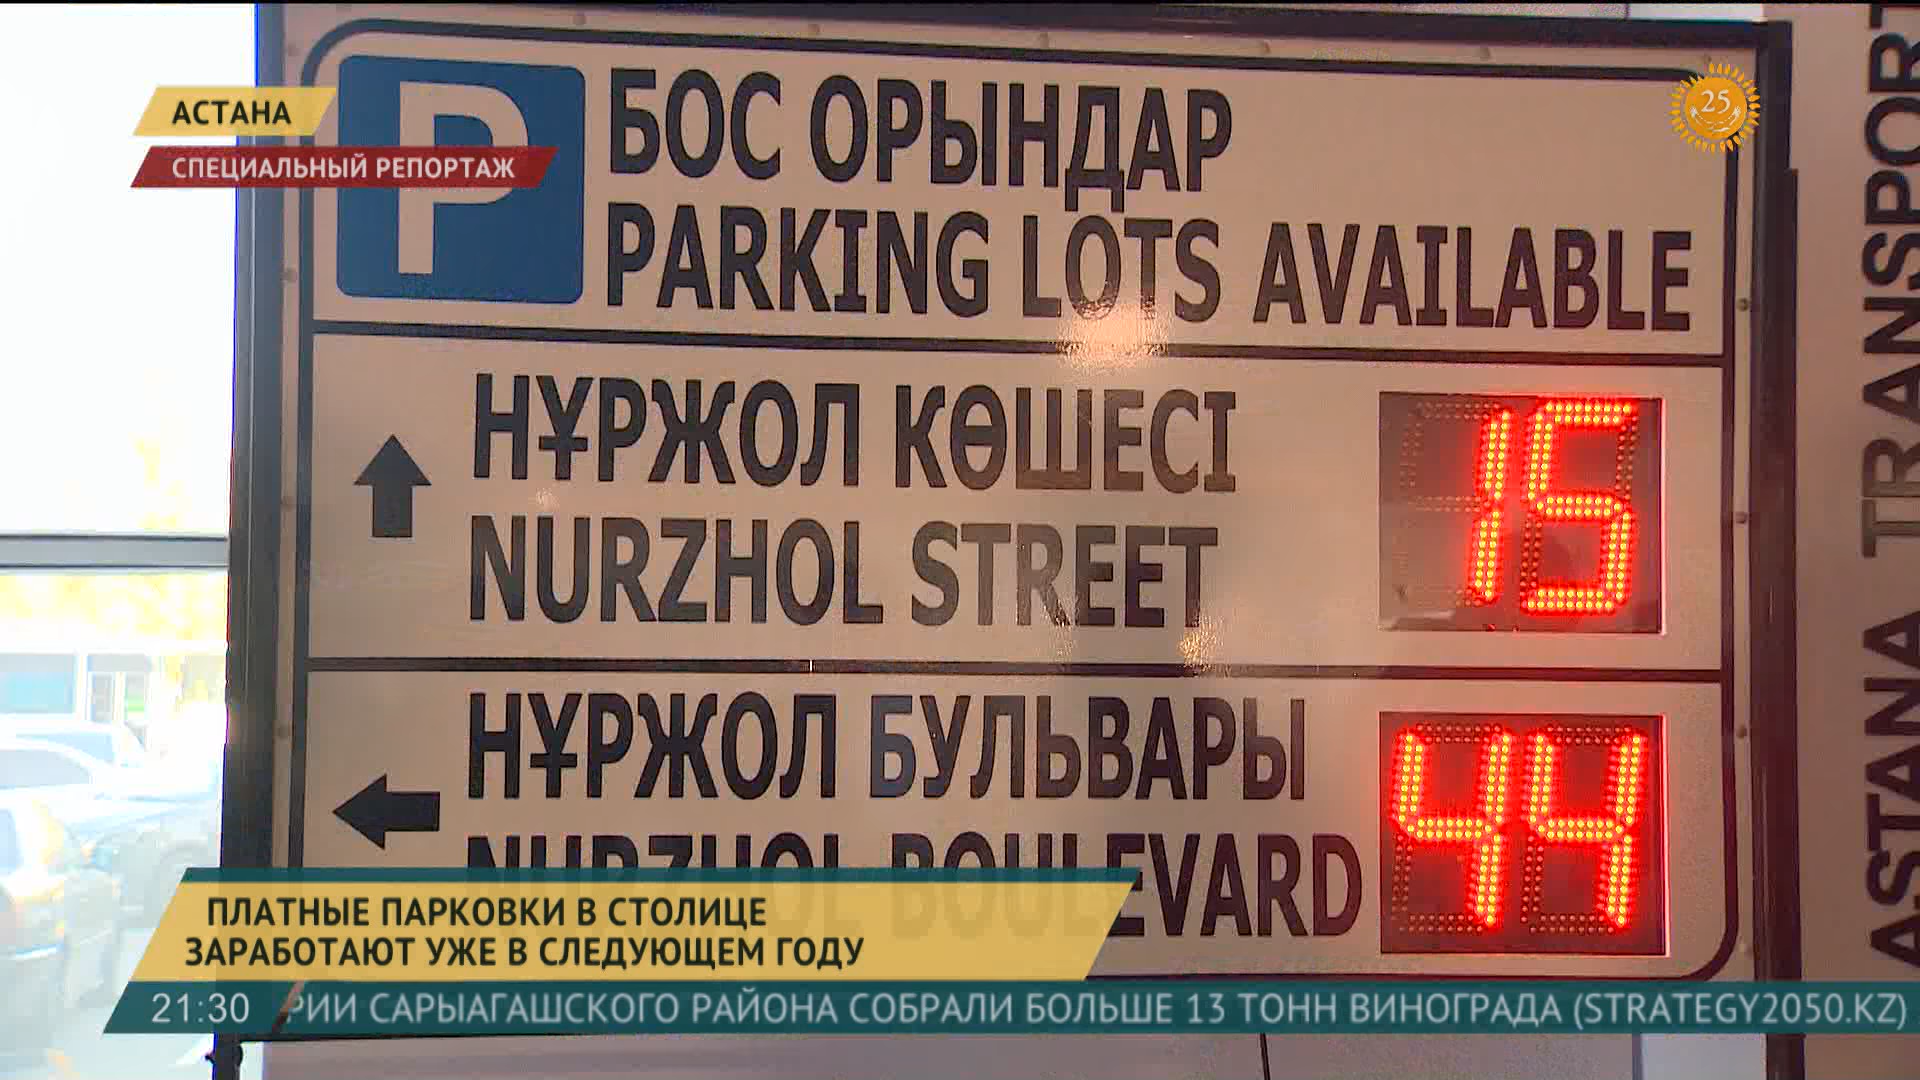 АСТАНА
СПЕЦИАЛЬНЫЙ РЕПОРТАЖ
25
P
БОС ОРЫНДАР
PARKING LOTS AVAILABLE
НҰРЖОЛ КӨШЕСІ
NURZHOL STREET
15
НҰРЖОЛ БУЛЬВАРЫ
NURZHOL BOULEVARD
44
ASTANA TRANSPORT
ПЛАТНЫЕ ПАРКОВКИ В СТОЛИЦЕ
ЗАРАБОТАЮТ УЖЕ В СЛЕДУЮЩЕМ ГОДУ
21:30 РИИ САРЫАГАШСКОГО РАЙОНА СОБРАЛИ БОЛЬШЕ 13 ТОНН ВИНОГРАДА (STRATEGY2050.KZ)